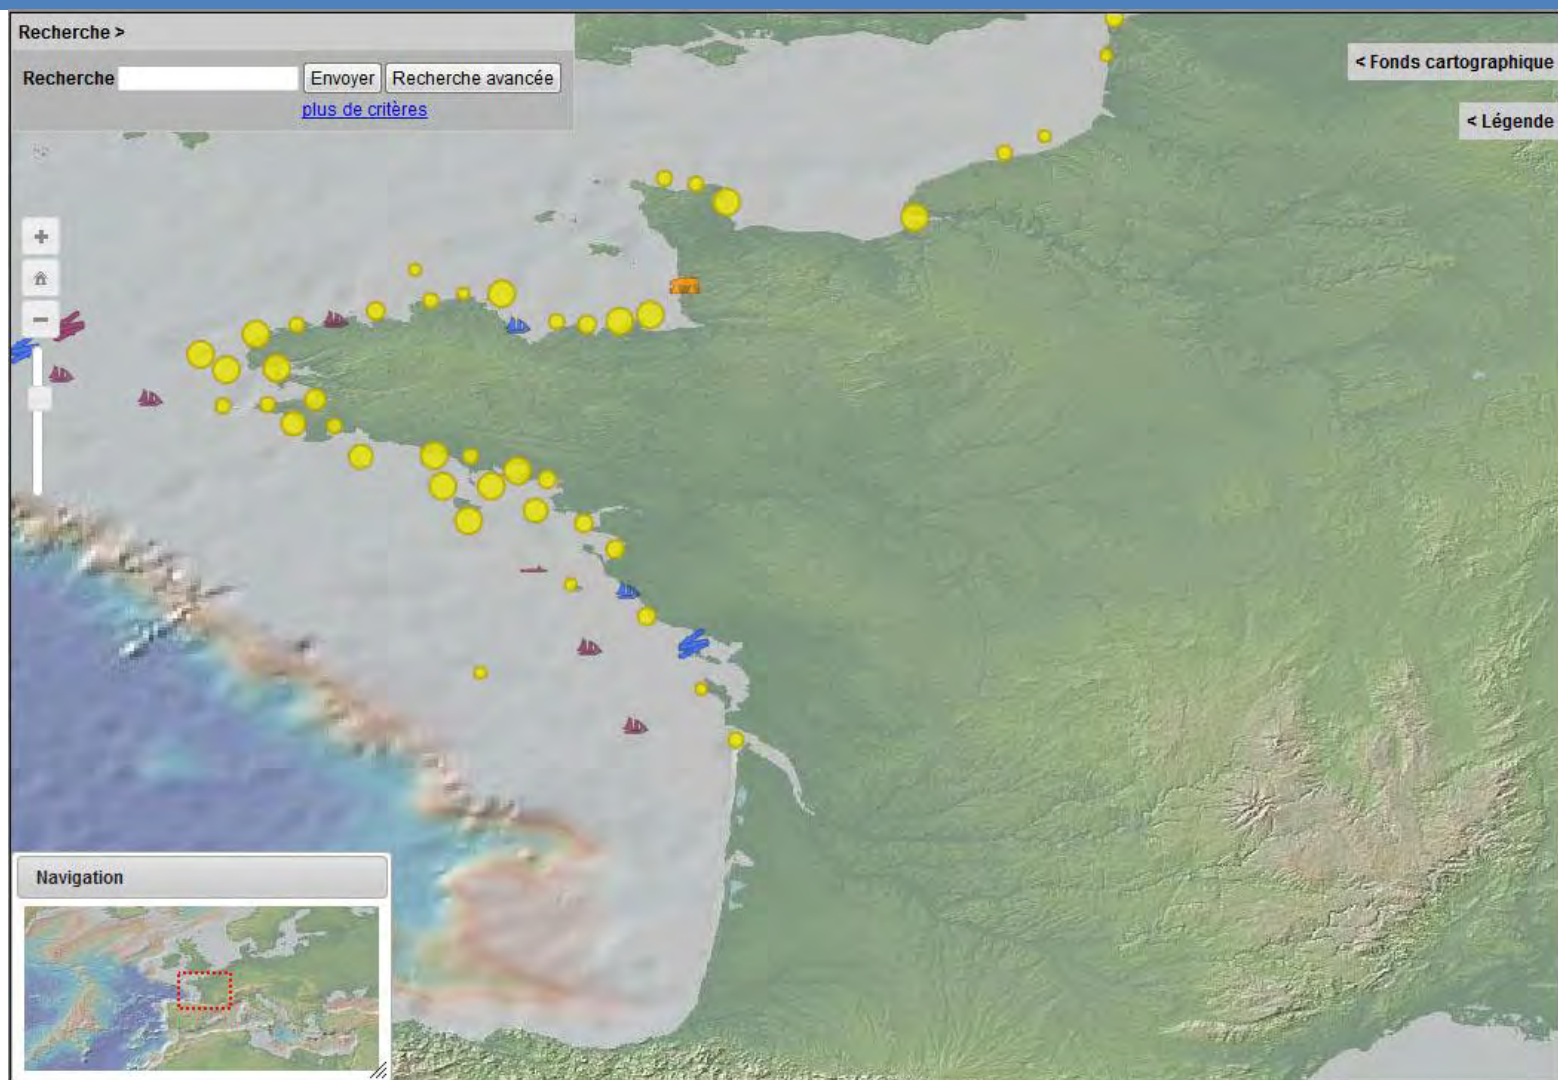 Recherche >
< Fonds cartographique
Recherche Envoyer Recherche avancée
plus de critères
< Légende
Navigation